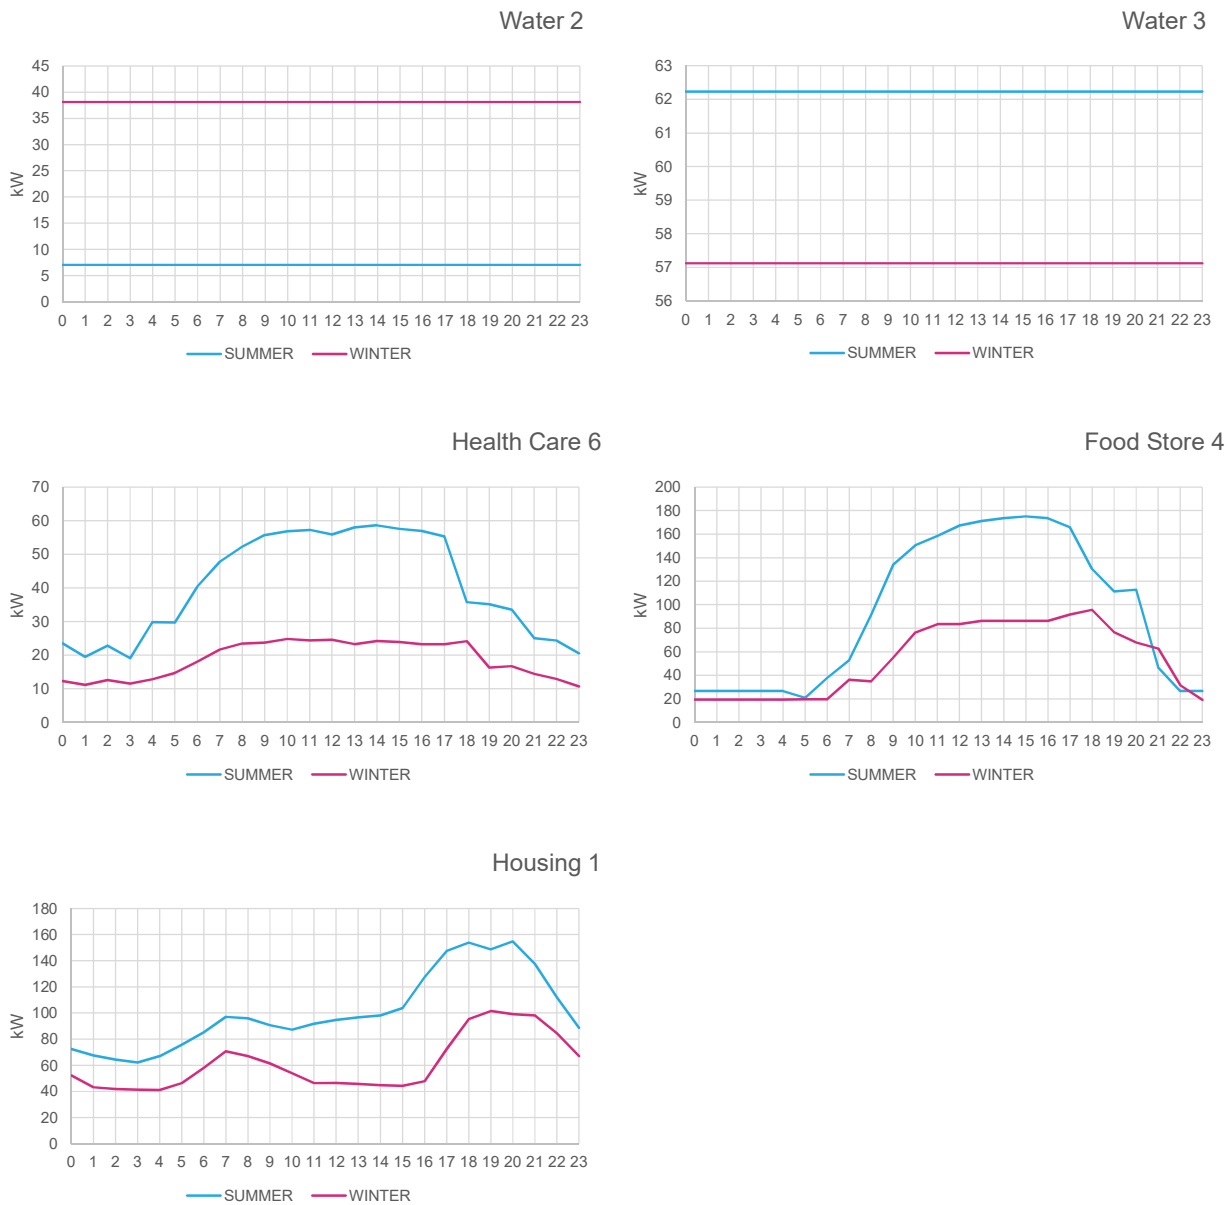 Water 2
45
40
35
30
25
20
15
10
5
0
kW
0 1 2 3 4 5 6 7 8 9 10 11 12 13 14 15 16 17 18 19 20 21 22 23
SUMMER WINTER
Water 3
63
62
61
60
59
58
57
56
kW
0 1 2 3 4 5 6 7 8 9 10 11 12 13 14 15 16 17 18 19 20 21 22 23
SUMMER WINTER
Health Care 6
70
60
50
40
30
20
10
0
kW
0 1 2 3 4 5 6 7 8 9 10 11 12 13 14 15 16 17 18 19 20 21 22 23
SUMMER WINTER
Food Store 4
200
180
160
140
120
100
80
60
40
20
0
kW
0 1 2 3 4 5 6 7 8 9 10 11 12 13 14 15 16 17 18 19 20 21 22 23
SUMMER WINTER
Housing 1
180
160
140
120
100
80
60
40
20
0
kW
0 1 2 3 4 5 6 7 8 9 10 11 12 13 14 15 16 17 18 19 20 21 22 23
SUMMER WINTER